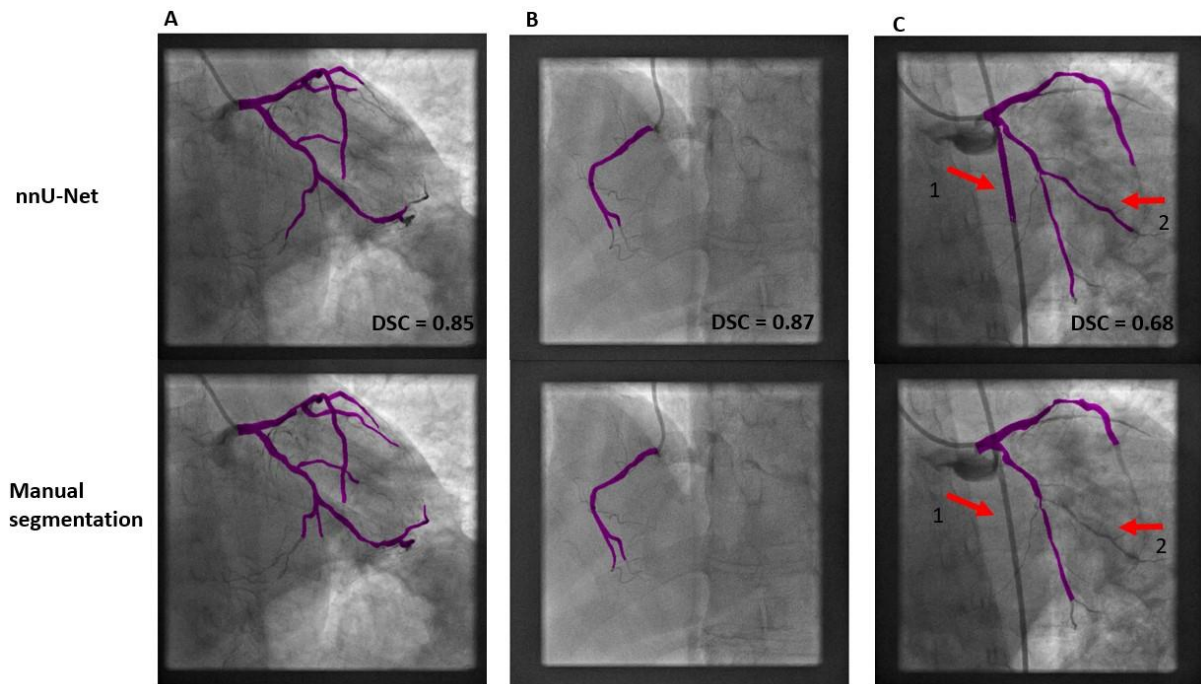 A
B
C
nnU-Net
1
2
DSC = 0.85
DSC = 0.87
DSC = 0.68
Manual
segmentation
1
2